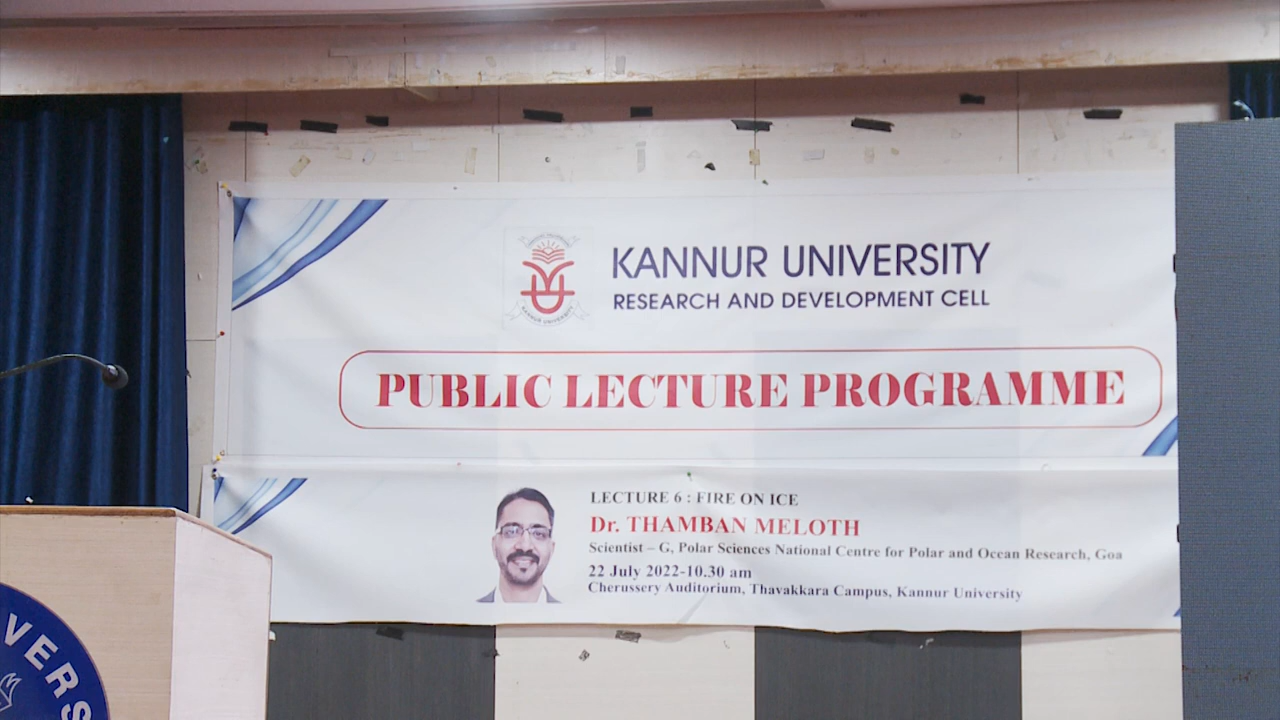 KANNUR UNIVERSITY
RESEARCH AND DEVELOPMENT CELL
PUBLIC LECTURE PROGRAMME
LECTURE 6 : FIRE ON ICE
Dr. THAMBAN MELOTH
Scientist – G, Polar Sciences National Centre for Polar and Ocean Research, Goa
22 July 2022-10.30 am
Cherussery Auditorium, Thavakkara Campus, Kannur University
VERS